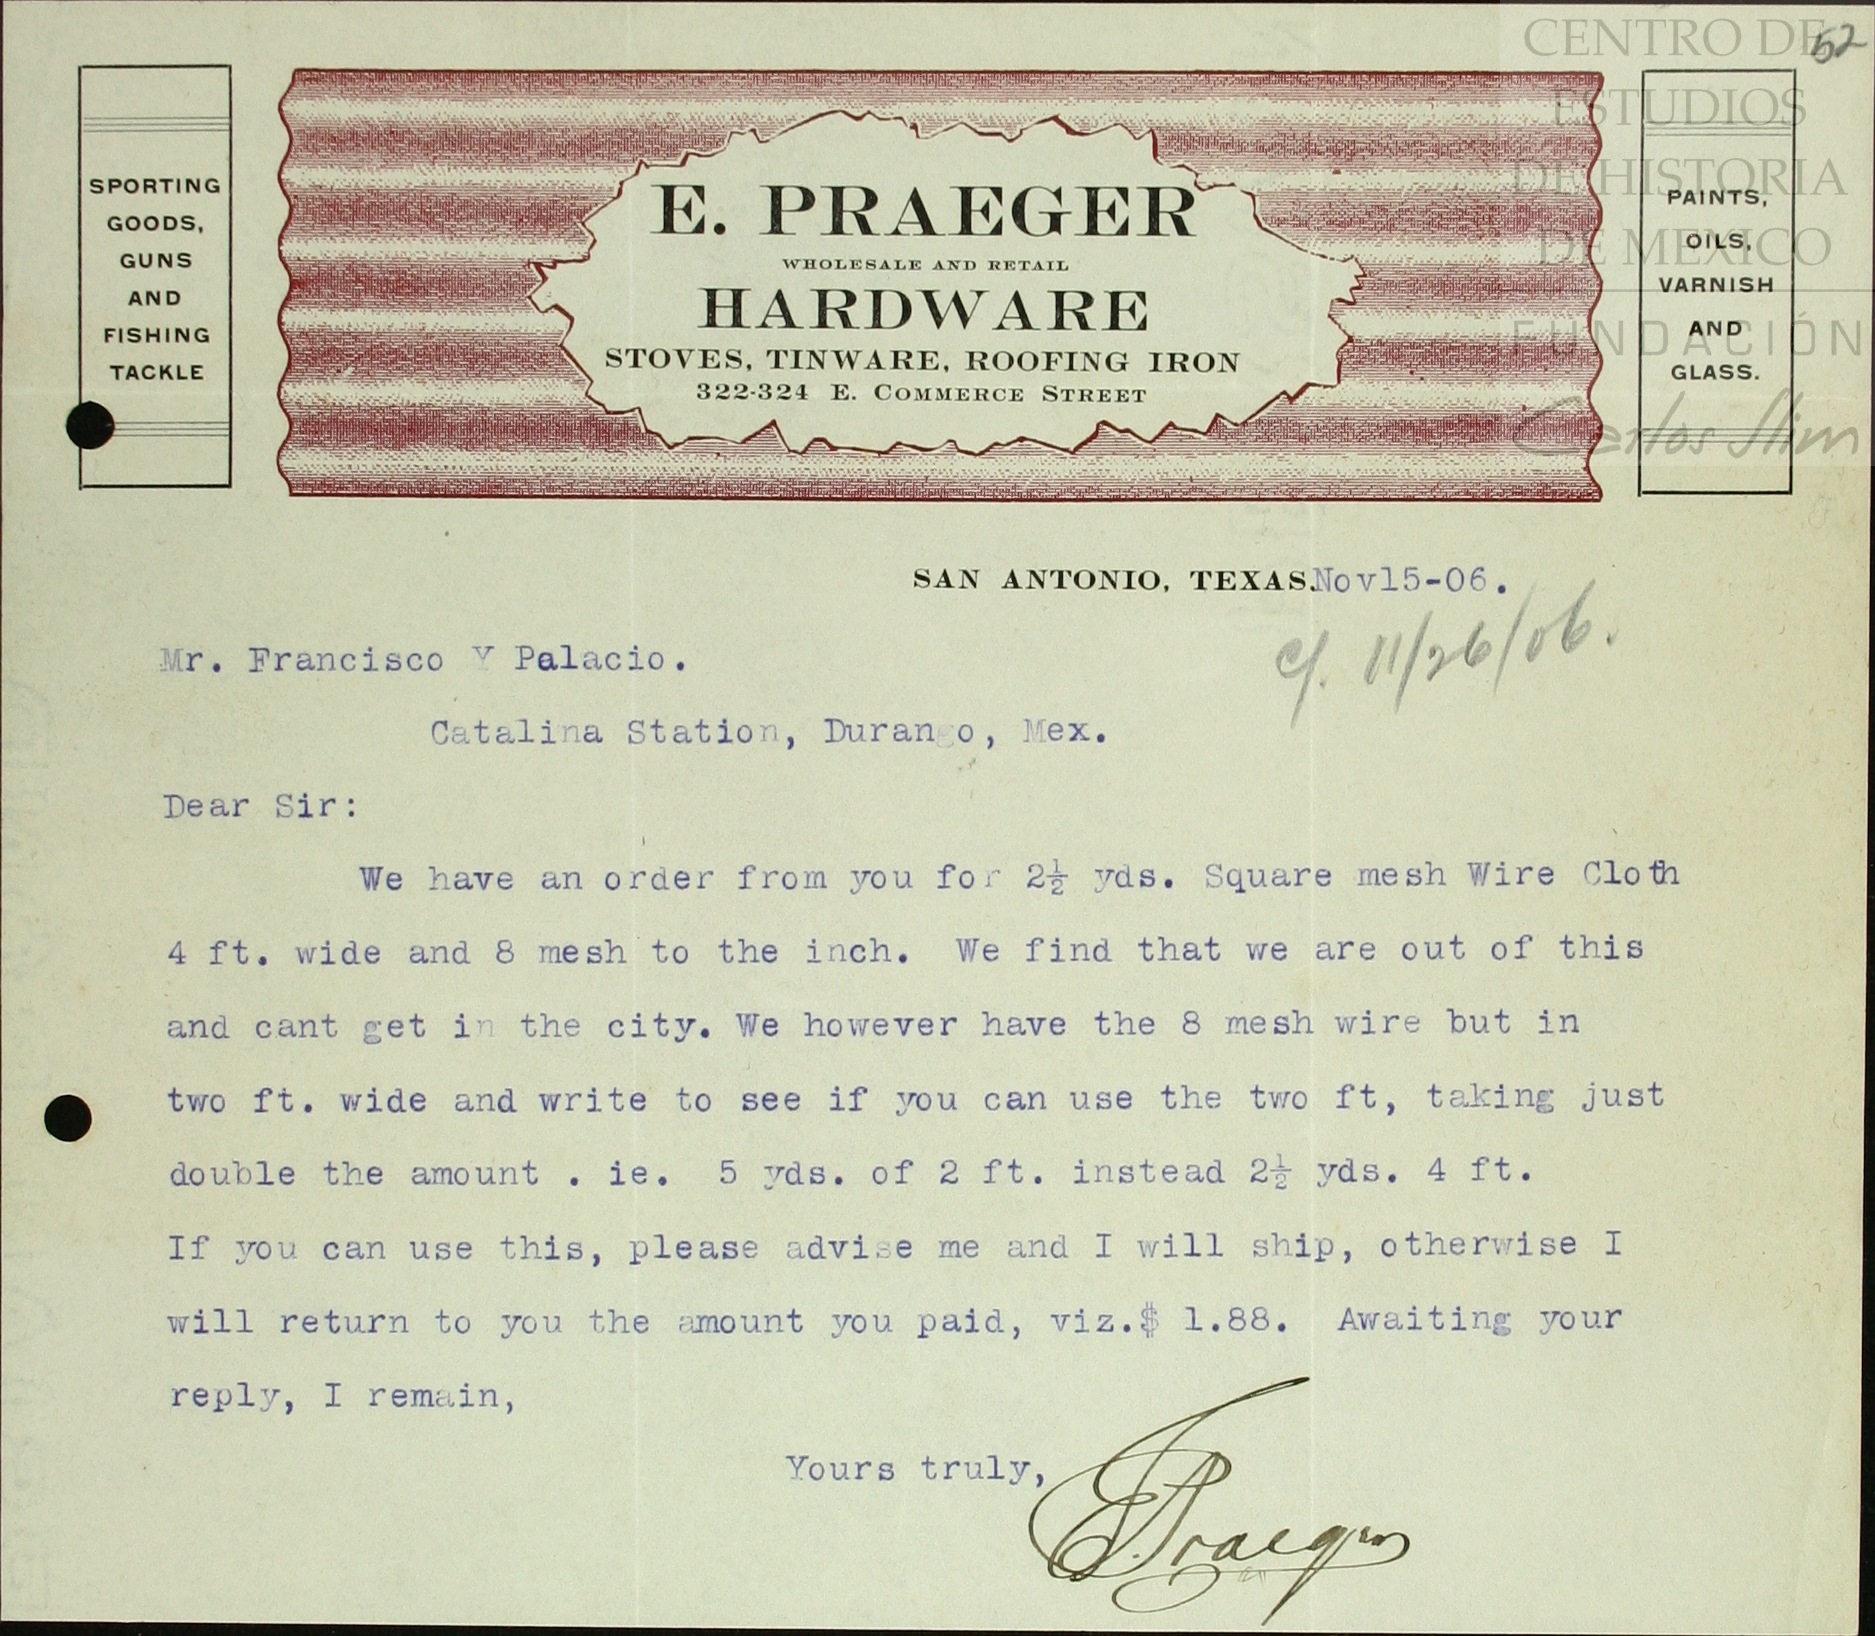 CENTRO DE
ESTUDIOS
DE HISTORIA
DE MEXICO
FUNDACIÓN
Carlos Slim
52
SPORTING
GOODS,
GUNS
AND
FISHING
TACKLE
E. PRAEGER
WHOLESALE AND RETAIL
HARDWARE
STOVES, TINWARE, ROOFING IRON
322-324 E. COMMERCE STREET
PAINTS,
OILS,
VARNISH
AND
GLASS.
SAN ANTONIO, TEXAS. Nov15-06.
c/. 11/26/06.
Mr. Francisco Y Palacio.
Catalina Station, Durango, Mex.
Dear Sir:
We have an order from you for 2½ yds. Square mesh Wire Cloth
4 ft. wide and 8 mesh to the inch. We find that we are out of this
and cant get in the city. We however have the 8 mesh wire but in
two ft. wide and write to see if you can use the two ft, taking just
double the amount . ie. 5 yds. of 2 ft. instead 2½ yds. 4 ft.
If you can use this, please advise me and I will ship, otherwise I
will return to you the amount you paid, viz.$ 1.88. Awaiting your
reply, I remain,
Yours truly,
E. Praeger